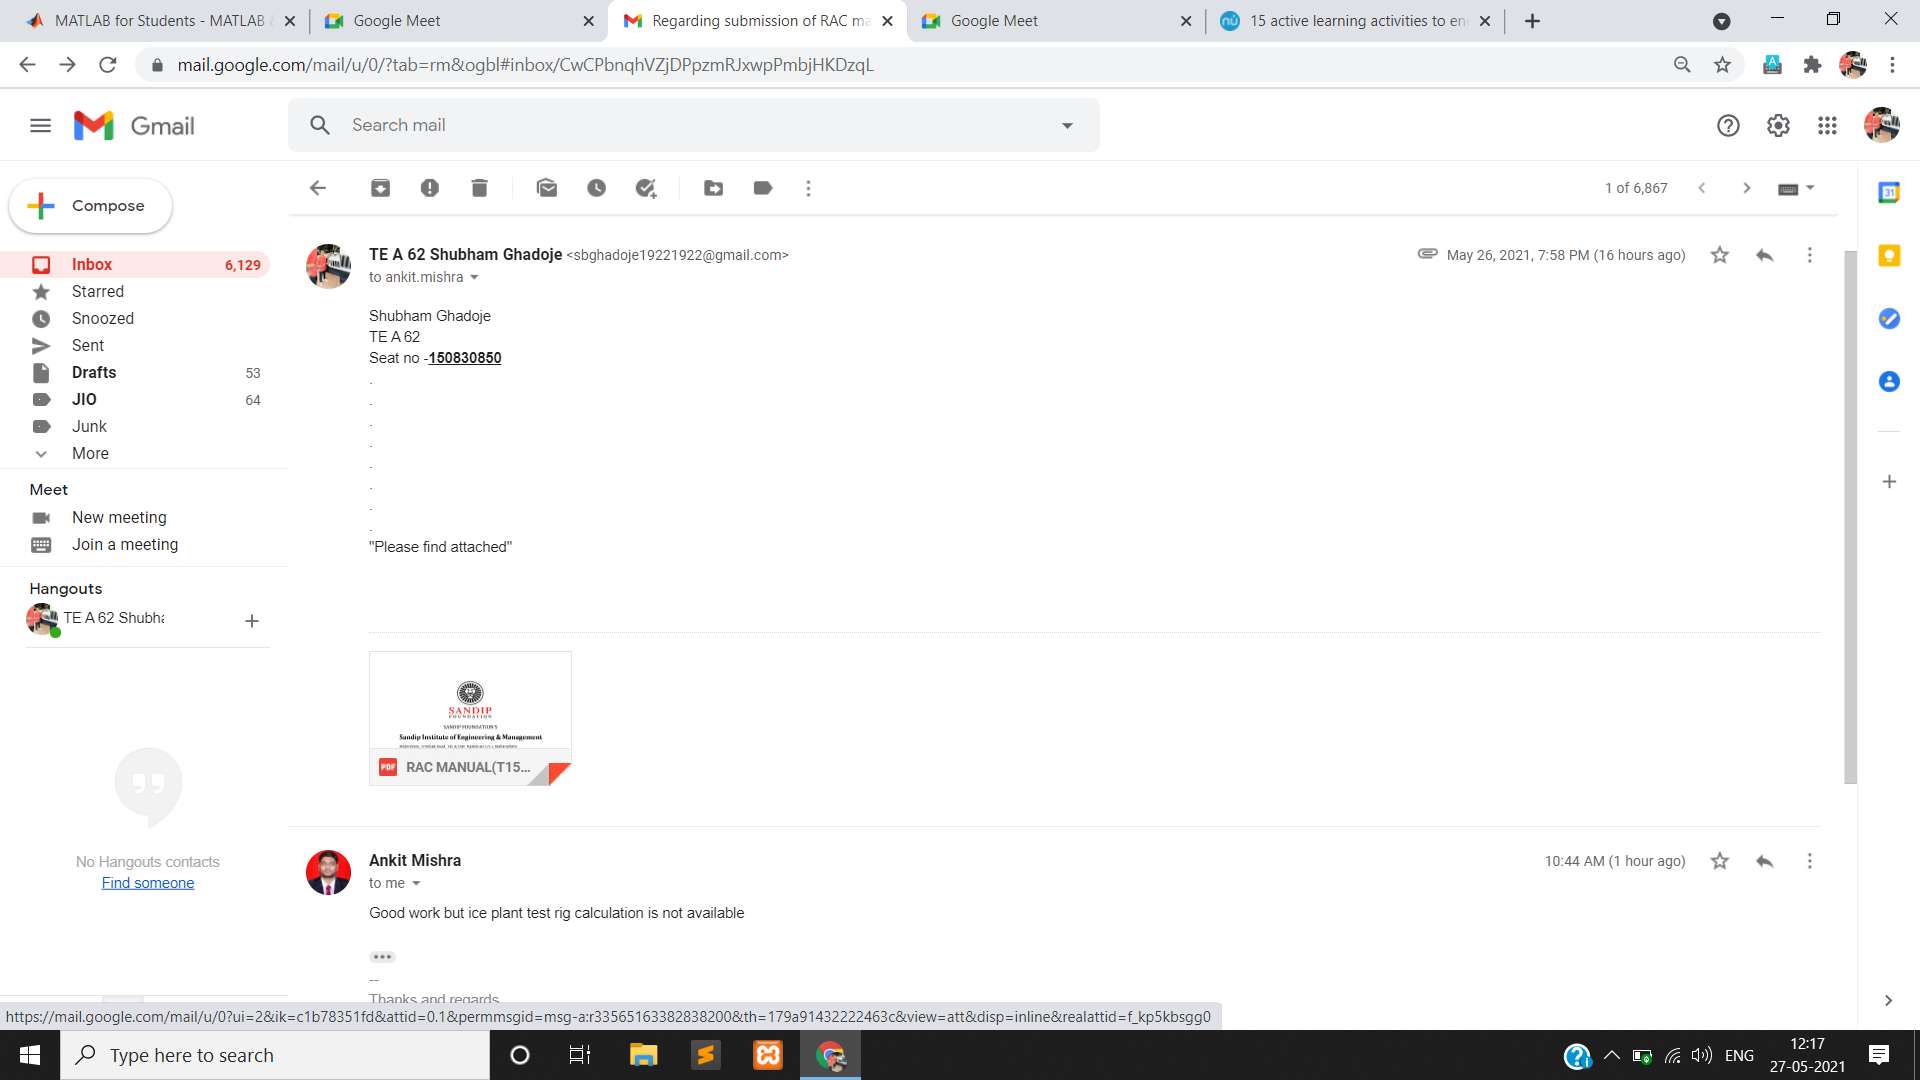 MATLAB for Students - MATLAB &
Google Meet
Regarding submission of RAC ma
Google Meet
15 active learning activities to en
mail.google.com/mail/u/0/?tab=rm&ogbl#inbox/CwCPbnqhVZjDPpzmRJxwpPmbjHKDzqL
Gmail
Search mail
Compose
1 of 6,867
Inbox 6,129
Starred
Snoozed
Sent
Drafts 53
JIO 64
Junk
More
Meet
New meeting
Join a meeting
Hangouts
TE A 62 Shubha
No Hangouts contacts
Find someone
TE A 62 Shubham Ghadoje <sbghadoje19221922@gmail.com>
May 26, 2021, 7:58 PM (16 hours ago)
to ankit.mishra
Shubham Ghadoje
TE A 62
Seat no -150830850
.
.
.
.
.
.
.
.
"Please find attached"
SANDIP
FOUNDATION
SANDIP FOUNDATION'S
Sandip Institute of Engineering & Management
PDF RAC MANUAL(T15...
Ankit Mishra
10:44 AM (1 hour ago)
to me
Good work but ice plant test rig calculation is not available
--
Thanks and regards
https://mail.google.com/mail/u/0?ui=2&ik=c1b78351fd&attid=0.1&permmsgid=msg-a:r33565163382838200&th=179a91432222463c&view=att&disp=inline&realattid=f_kp5kbsgg0
Type here to search
ENG
12:17
27-05-2021